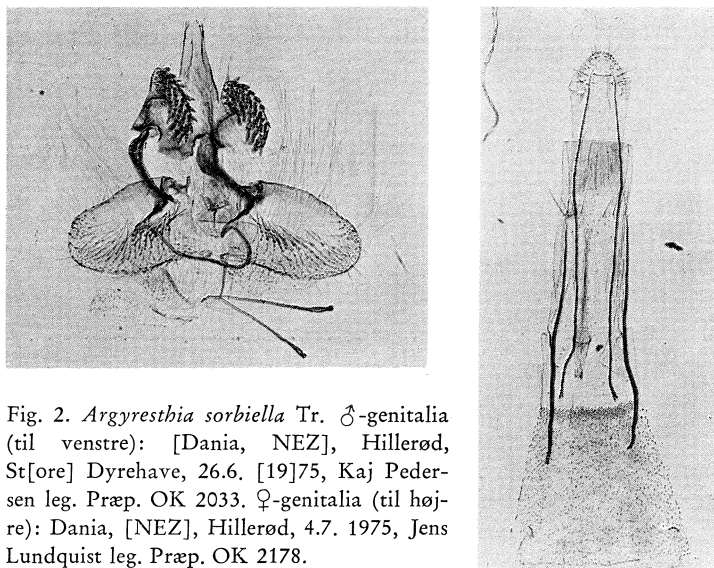 Fig. 2. Argyresthia sorbiella Tr. ♂-genitalia
(til venstre): [Dania, NEZ], Hillerød,
St[ore] Dyrehave, 26.6. [19]75, Kaj Peder-
sen leg. Præp. OK 2033. ♀-genitalia (til høj-
re): Dania, [NEZ], Hillerød, 4.7. 1975, Jens
Lundquist leg. Præp. OK 2178.